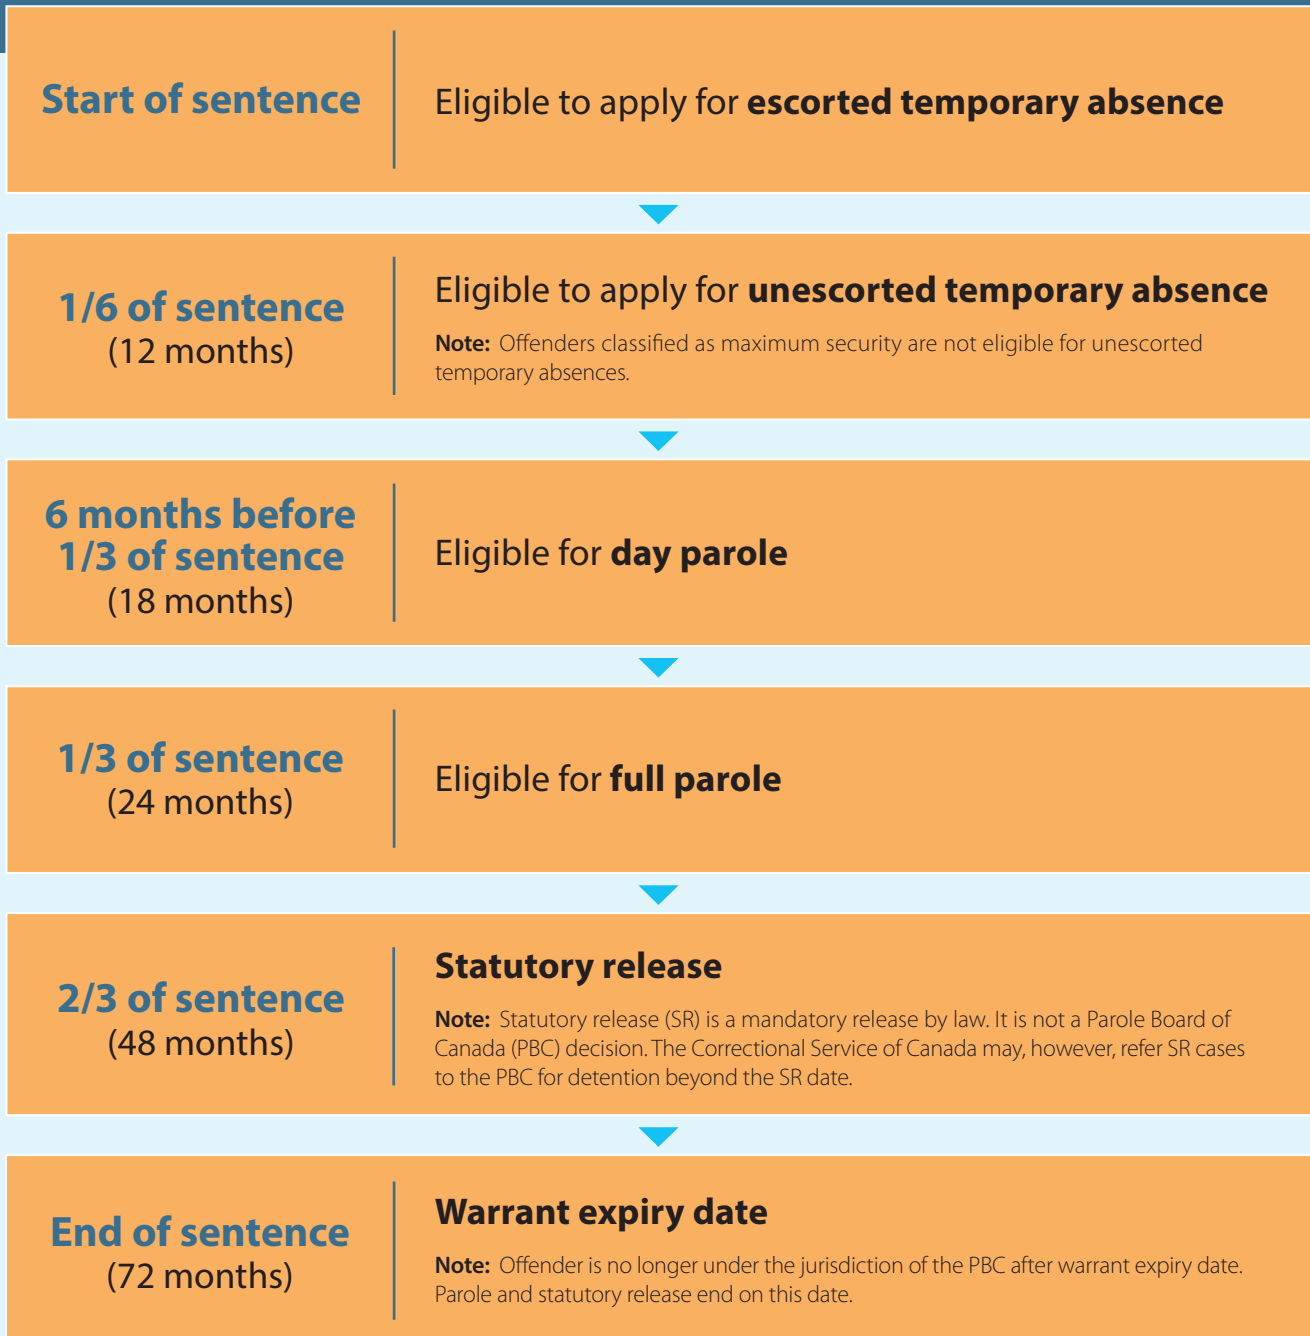 Start of sentence
Eligible to apply for escorted temporary absence
1/6 of sentence
(12 months)
Eligible to apply for unescorted temporary absence
Note: Offenders classified as maximum security are not eligible for unescorted
temporary absences.
6 months before
1/3 of sentence
(18 months)
Eligible for day parole
1/3 of sentence
(24 months)
Eligible for full parole
2/3 of sentence
(48 months)
Statutory release
Note: Statutory release (SR) is a mandatory release by law. It is not a Parole Board of
Canada (PBC) decision. The Correctional Service of Canada may, however, refer SR cases
to the PBC for detention beyond the SR date.
End of sentence
(72 months)
Warrant expiry date
Note: Offender is no longer under the jurisdiction of the PBC after warrant expiry date.
Parole and statutory release end on this date.